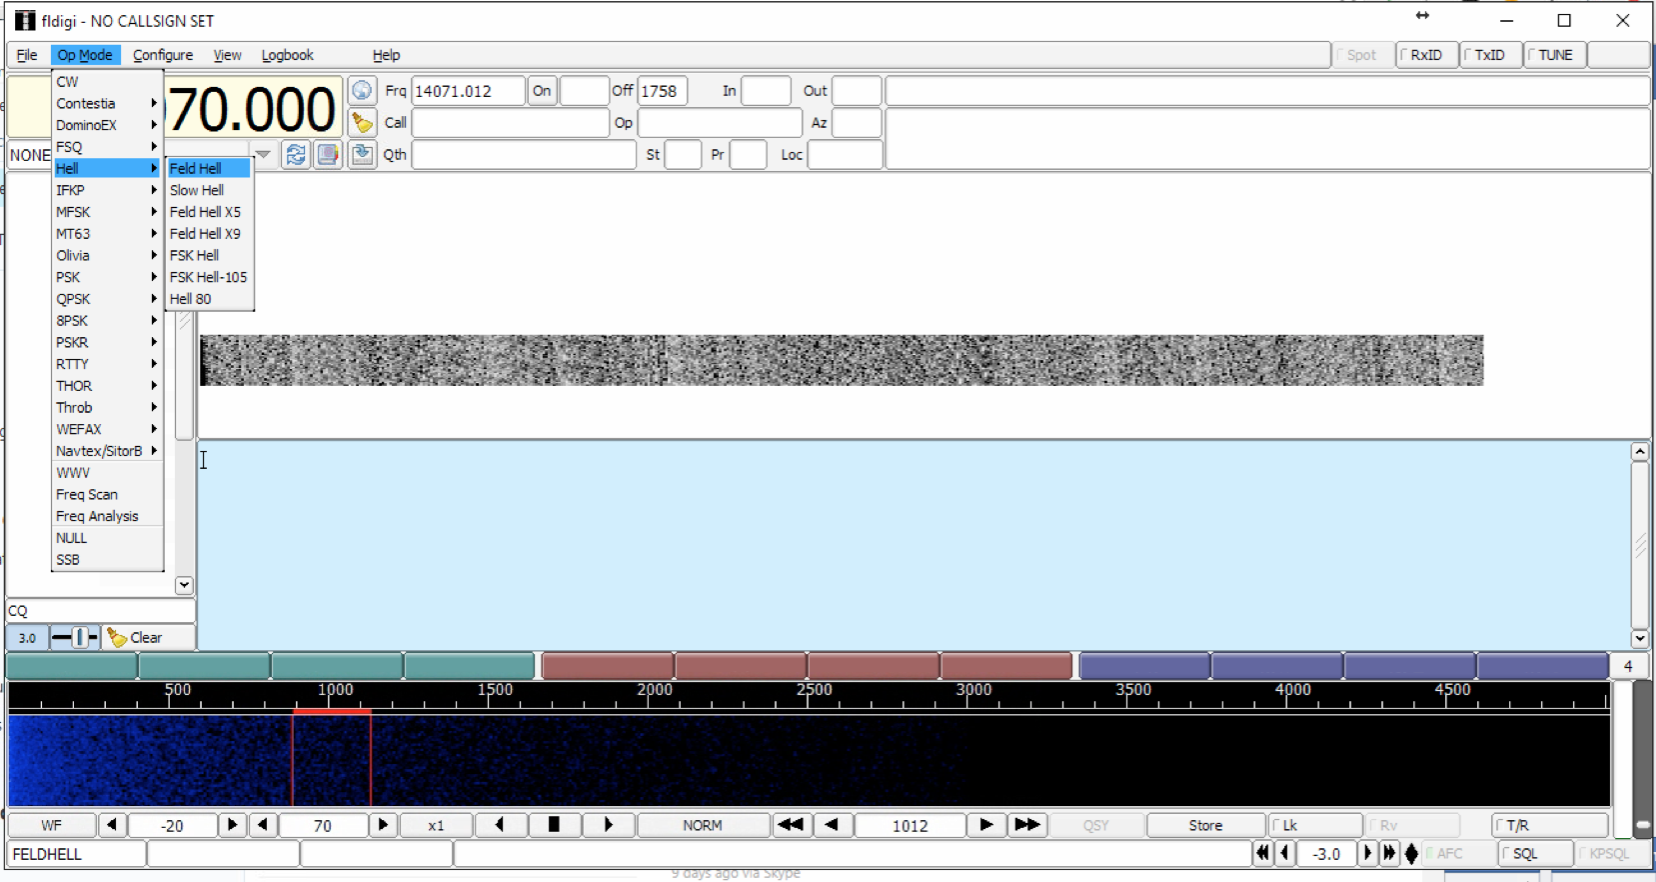 fldigi - NO CALLSIGN SET
File Op Mode Configure View Logbook Help Spot RxID TxID TUNE
70.000
Frq 14071.012 On Off 1758 In Out
Call Op Az
NONE Qth St Pr Loc
CW
Contestia
DominoEX
FSQ
Hell
IFKP
MFSK
MT63
Olivia
PSK
QPSK
8PSK
PSKR
RTTY
THOR
Throb
WEFAX
Navtex/SitorB
WWV
Freq Scan
Freq Analysis
NULL
SSB
Feld Hell
Slow Hell
Feld Hell X5
Feld Hell X9
FSK Hell
FSK Hell-105
Hell 80
CQ
3.0 Clear
4
500 1000 1500 2000 2500 3000 3500 4000 4500
WF -20 70 x1 NORM 1012 QSY Store Lk Rv T/R
FELDHELL -3.0 AFC SQL KPSQL
9 days ago via Skype